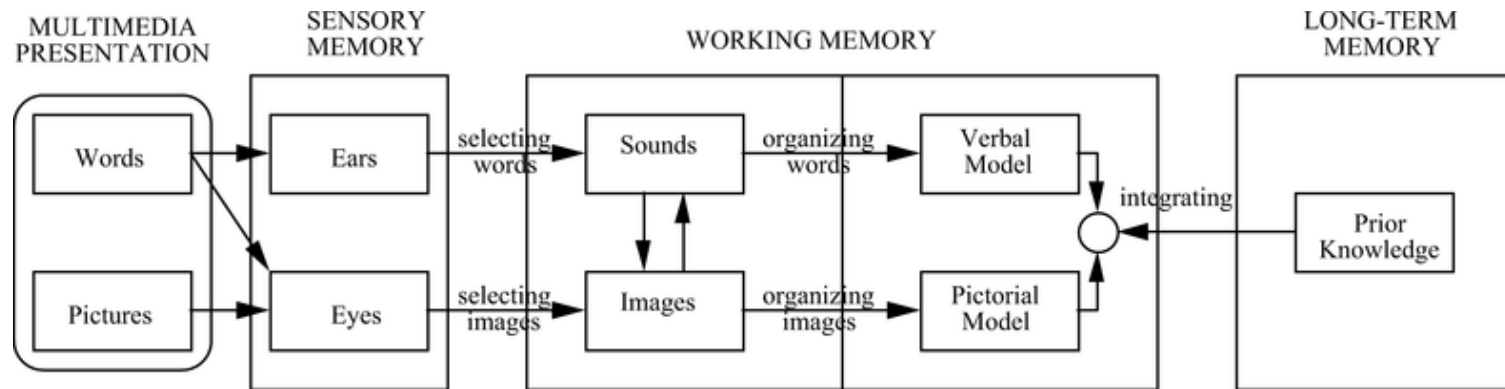 MULTIMEDIA
PRESENTATION
SENSORY
MEMORY
WORKING MEMORY
LONG-TERM
MEMORY
Words
Ears
selecting
words
Sounds
organizing
words
Verbal
Model
integrating
Prior
Knowledge
Pictures
Eyes
selecting
images
Images
organizing
images
Pictorial
Model